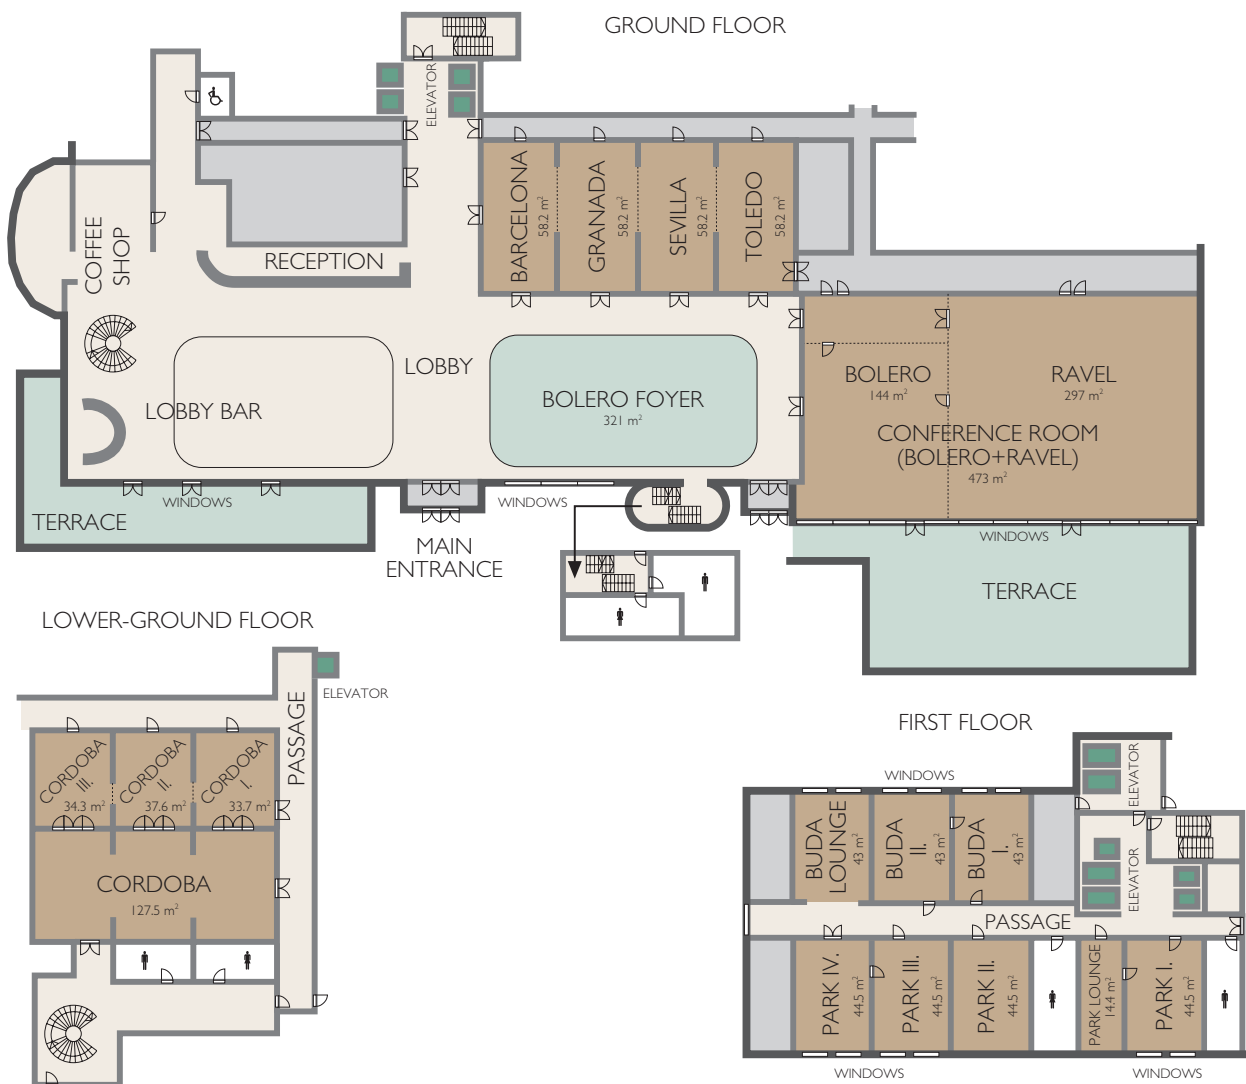 GROUND FLOOR
ELEVATOR
BARCELONA
58.2 m²
GRANADA
58.2 m²
SEVILLA
58.2 m²
TOLEDO
58.2 m²
COFFEE
SHOP
RECEPTION
LOBBY
LOBBY BAR
BOLERO FOYER
321 m²
BOLERO
144 m²
RAVEL
297 m²
CONFERENCE ROOM
(BOLERO+RAVEL)
473 m²
WINDOWS
WINDOWS
WINDOWS
TERRACE
MAIN
ENTRANCE
TERRACE
LOWER-GROUND FLOOR
ELEVATOR
PASSAGE
CORDOBA
III.
34.3 m²
CORDOBA
II.
37.6 m²
CORDOBA
I.
33.7 m²
CORDOBA
127.5 m²
FIRST FLOOR
WINDOWS
ELEVATOR
BUDA
LOUNGE
43 m²
BUDA
II.
43 m²
BUDA
I.
43 m²
ELEVATOR
PASSAGE
PARK IV.
44.5 m²
PARK III.
44.5 m²
PARK II.
44.5 m²
PARK LOUNGE
14.4 m²
PARK I.
44.5 m²
WINDOWS
WINDOWS